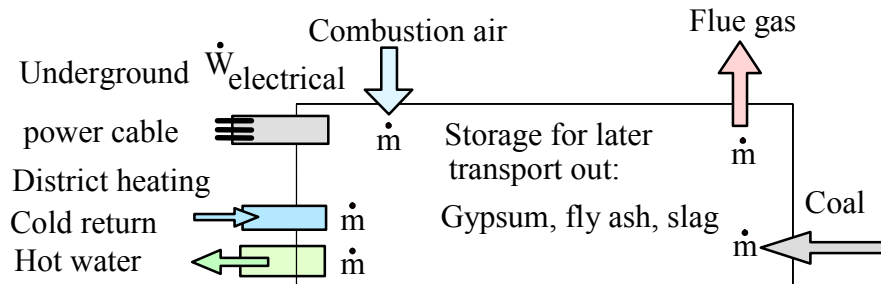 Combustion air
Flue gas
Underground Ẇelectrical
power cable
ṁ
Storage for later
transport out:
ṁ
District heating
Cold return
ṁ
Gypsum, fly ash, slag
Coal
ṁ
Hot water
ṁ